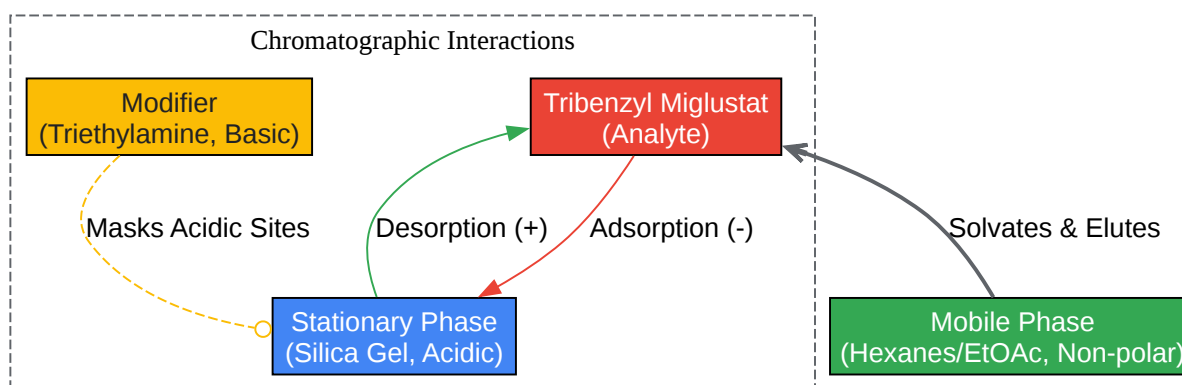 Chromatographic Interactions
Modifier
(Triethylamine, Basic)
Tribenzyl Miglustat
(Analyte)
Masks Acidic Sites
Desorption (+)
Adsorption (-)
Solvates & Elutes
Stationary Phase
(Silica Gel, Acidic)
Mobile Phase
(Hexanes/EtOAc, Non-polar)